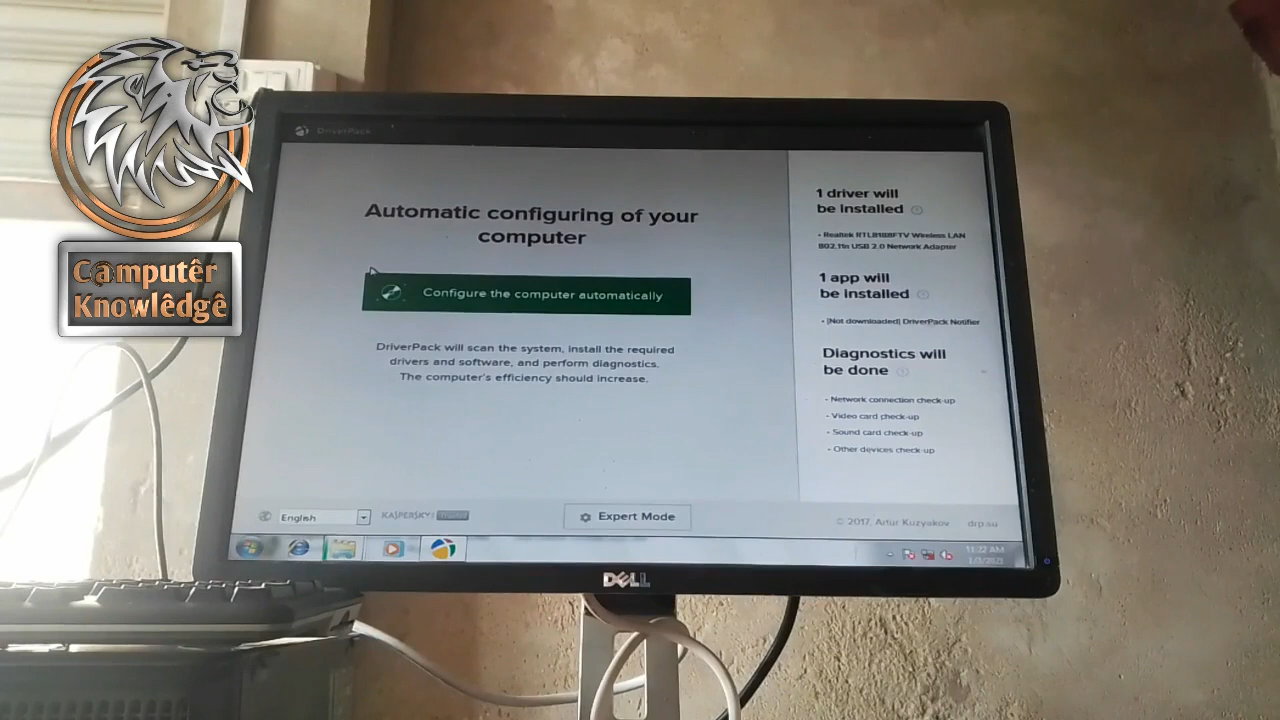 Cømputêr
Knowlêdgê
DriverPack
Automatic configuring of your
computer
Configure the computer automatically
DriverPack will scan the system, install the required
drivers and software, and perform diagnostics.
The computer's efficiency should increase.
1 driver will
be installed
• Realtek RTL8188FTV Wireless LAN
802.11n USB 2.0 Network Adapter
1 app will
be installed
• [Not downloaded] DriverPack Notifier
Diagnostics will
be done
• Network connection check-up
• Video card check-up
• Sound card check-up
• Other devices check-up
English
KASPERSKY
Expert Mode
© 2017, Artur Kuzyakov
drp.su
11:22 AM
DELL